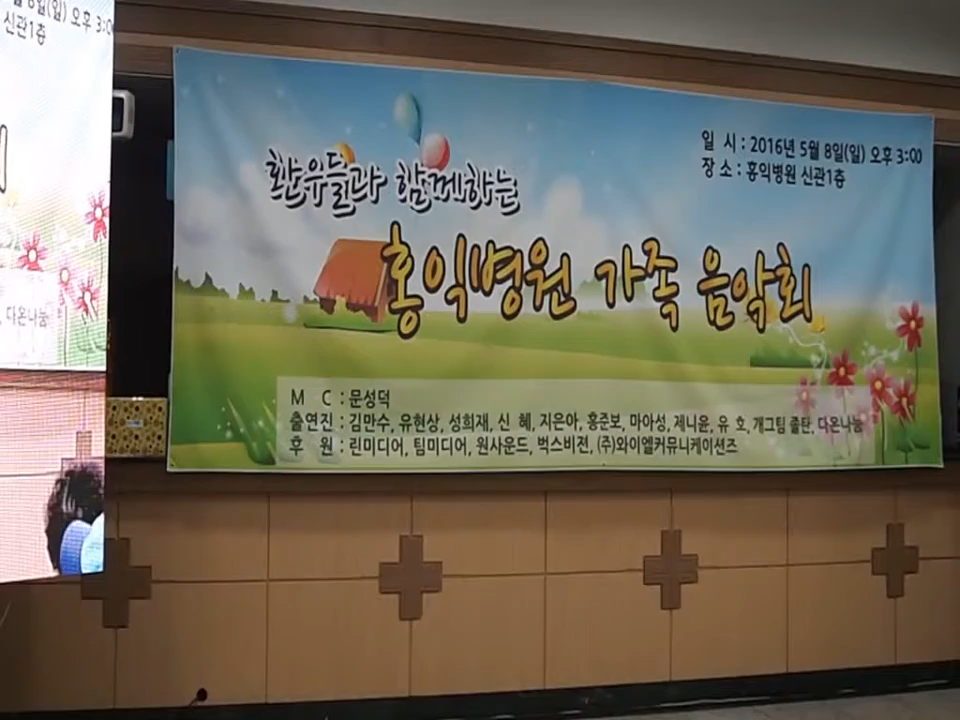 8일(일) 오후 3:0
신관1층
다온나눔
일 시 : 2016년 5월 8일(일) 오후 3:00
장 소 : 홍익병원 신관1층
환우들과 함께하는
홍익병원 가족 음악회
M C : 문성덕
출연진 : 김만수, 유현상, 성희재, 신 혜, 지은아, 홍준보, 마아성, 제니윤, 유 호, 개그팀 졸탄, 다온나눔
후 원 : 린미디어, 팀미디어, 원사운드, 벅스비젼, (주)와이엘커뮤니케이션즈